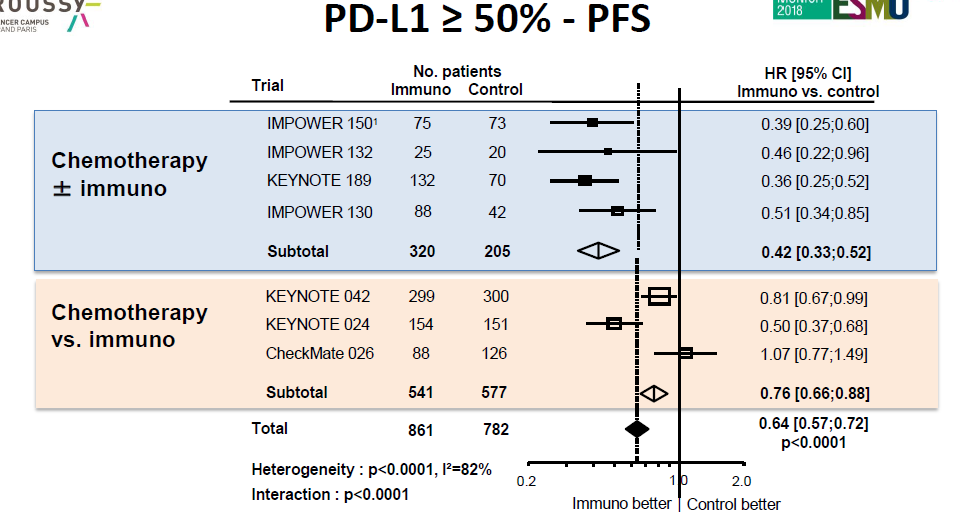 ROUSSY
CANCER CAMPUS
GRAND PARIS
PD-L1 ≥ 50% - PFS
2018 ESMO
No. patients HR [95% CI]
Trial Immuno Control Immuno vs. control
Chemotherapy ± immuno
IMPOWER 150¹ 75 73 0.39 [0.25;0.60]
IMPOWER 132 25 20 0.46 [0.22;0.96]
KEYNOTE 189 132 70 0.36 [0.25;0.52]
IMPOWER 130 88 42 0.51 [0.34;0.85]
Subtotal 320 205 0.42 [0.33;0.52]
Chemotherapy vs. immuno
KEYNOTE 042 299 300 0.81 [0.67;0.99]
KEYNOTE 024 154 151 0.50 [0.37;0.68]
CheckMate 026 88 126 1.07 [0.77;1.49]
Subtotal 541 577 0.76 [0.66;0.88]
Total 861 782 0.64 [0.57;0.72]
p<0.0001
Heterogeneity : p<0.0001, I²=82%
Interaction : p<0.0001
0.2 1.0 2.0
Immuno better Control better